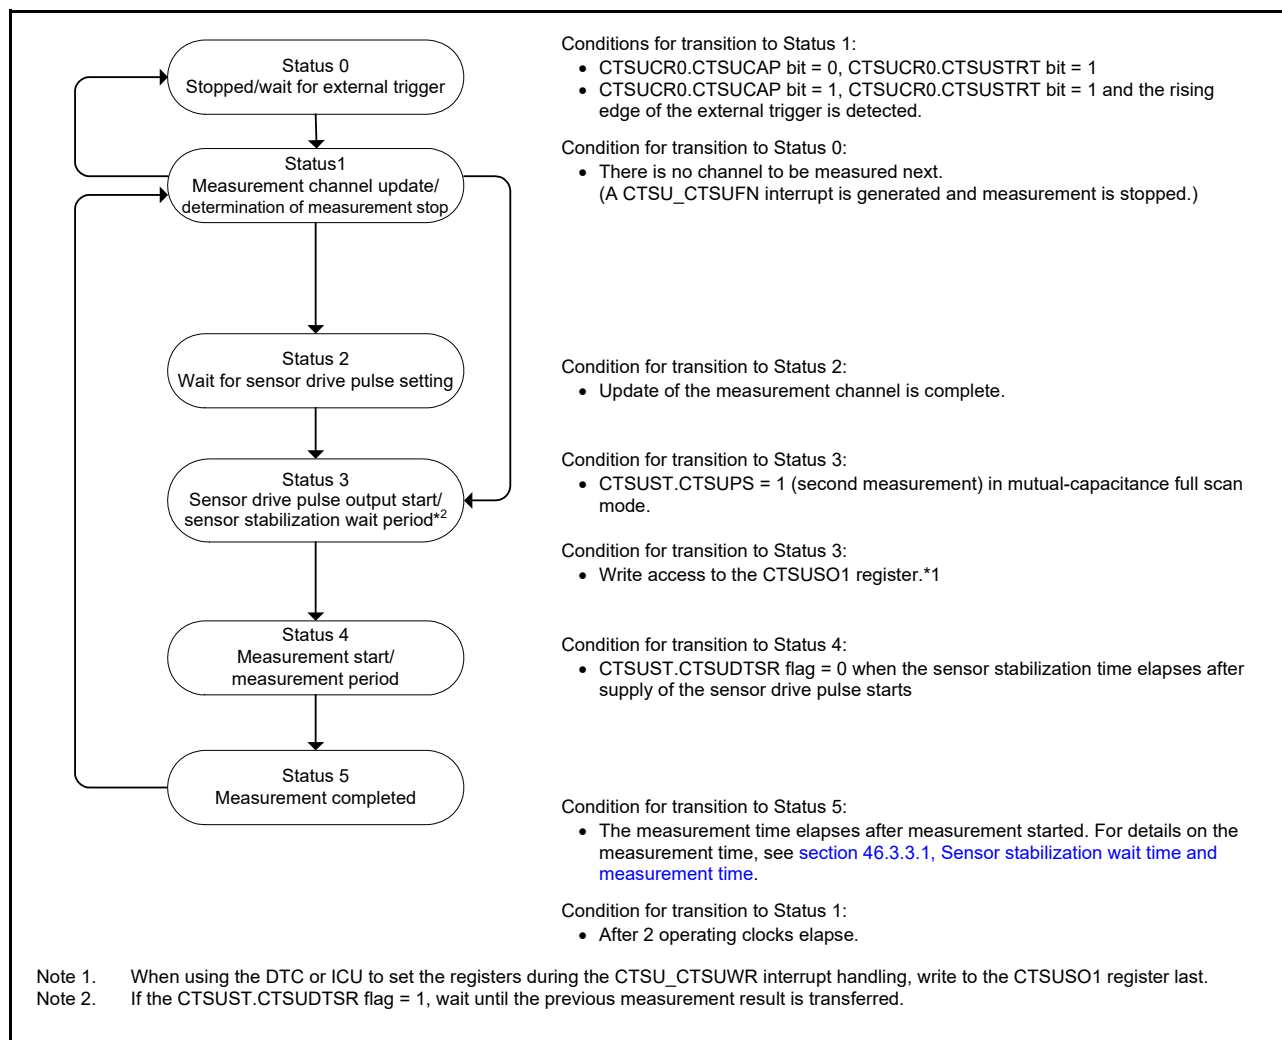 Status 0
Stopped/wait for external trigger
Status1
Measurement channel update/
determination of measurement stop
Status 2
Wait for sensor drive pulse setting
Status 3
Sensor drive pulse output start/
sensor stabilization wait period*2
Status 4
Measurement start/
measurement period
Status 5
Measurement completed
Conditions for transition to Status 1:
• CTSUCR0.CTSUCAP bit = 0, CTSUCR0.CTSUSTRT bit = 1
• CTSUCR0.CTSUCAP bit = 1, CTSUCR0.CTSUSTRT bit = 1 and the rising
edge of the external trigger is detected.
Condition for transition to Status 0:
• There is no channel to be measured next.
(A CTSU_CTSUFN interrupt is generated and measurement is stopped.)
Condition for transition to Status 2:
• Update of the measurement channel is complete.
Condition for transition to Status 3:
• CTSUST.CTSUPS = 1 (second measurement) in mutual-capacitance full scan
mode.
Condition for transition to Status 3:
• Write access to the CTSUSO1 register.*1
Condition for transition to Status 4:
• CTSUST.CTSUDTSR flag = 0 when the sensor stabilization time elapses after
supply of the sensor drive pulse starts
Condition for transition to Status 5:
• The measurement time elapses after measurement started. For details on the
measurement time, see section 46.3.3.1, Sensor stabilization wait time and
measurement time.
Condition for transition to Status 1:
• After 2 operating clocks elapse.
Note 1. When using the DTC or ICU to set the registers during the CTSU_CTSUWR interrupt handling, write to the CTSUSO1 register last.
Note 2. If the CTSUST.CTSUDTSR flag = 1, wait until the previous measurement result is transferred.